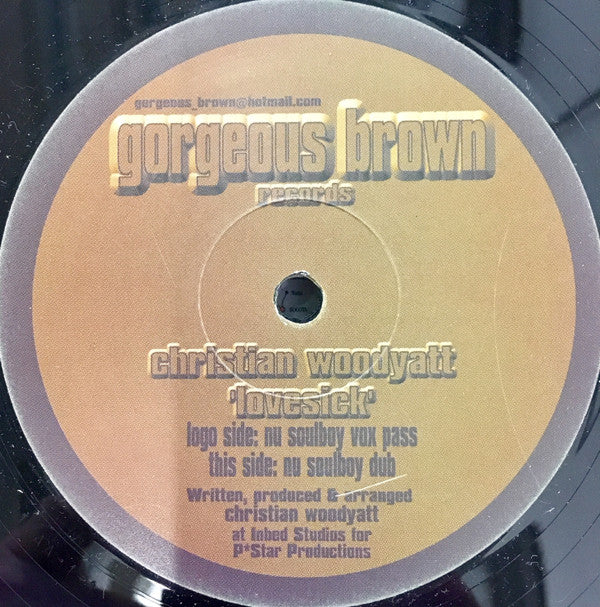 gorgeous_brown@hotmail.com
gorgeous brown
records
christian woodyatt
'lovesick'
logo side: nu soulboy vox pass
this side: nu soulboy dub
Written, produced & arranged
christian woodyatt
at Inbed Studios for
P*Star Productions